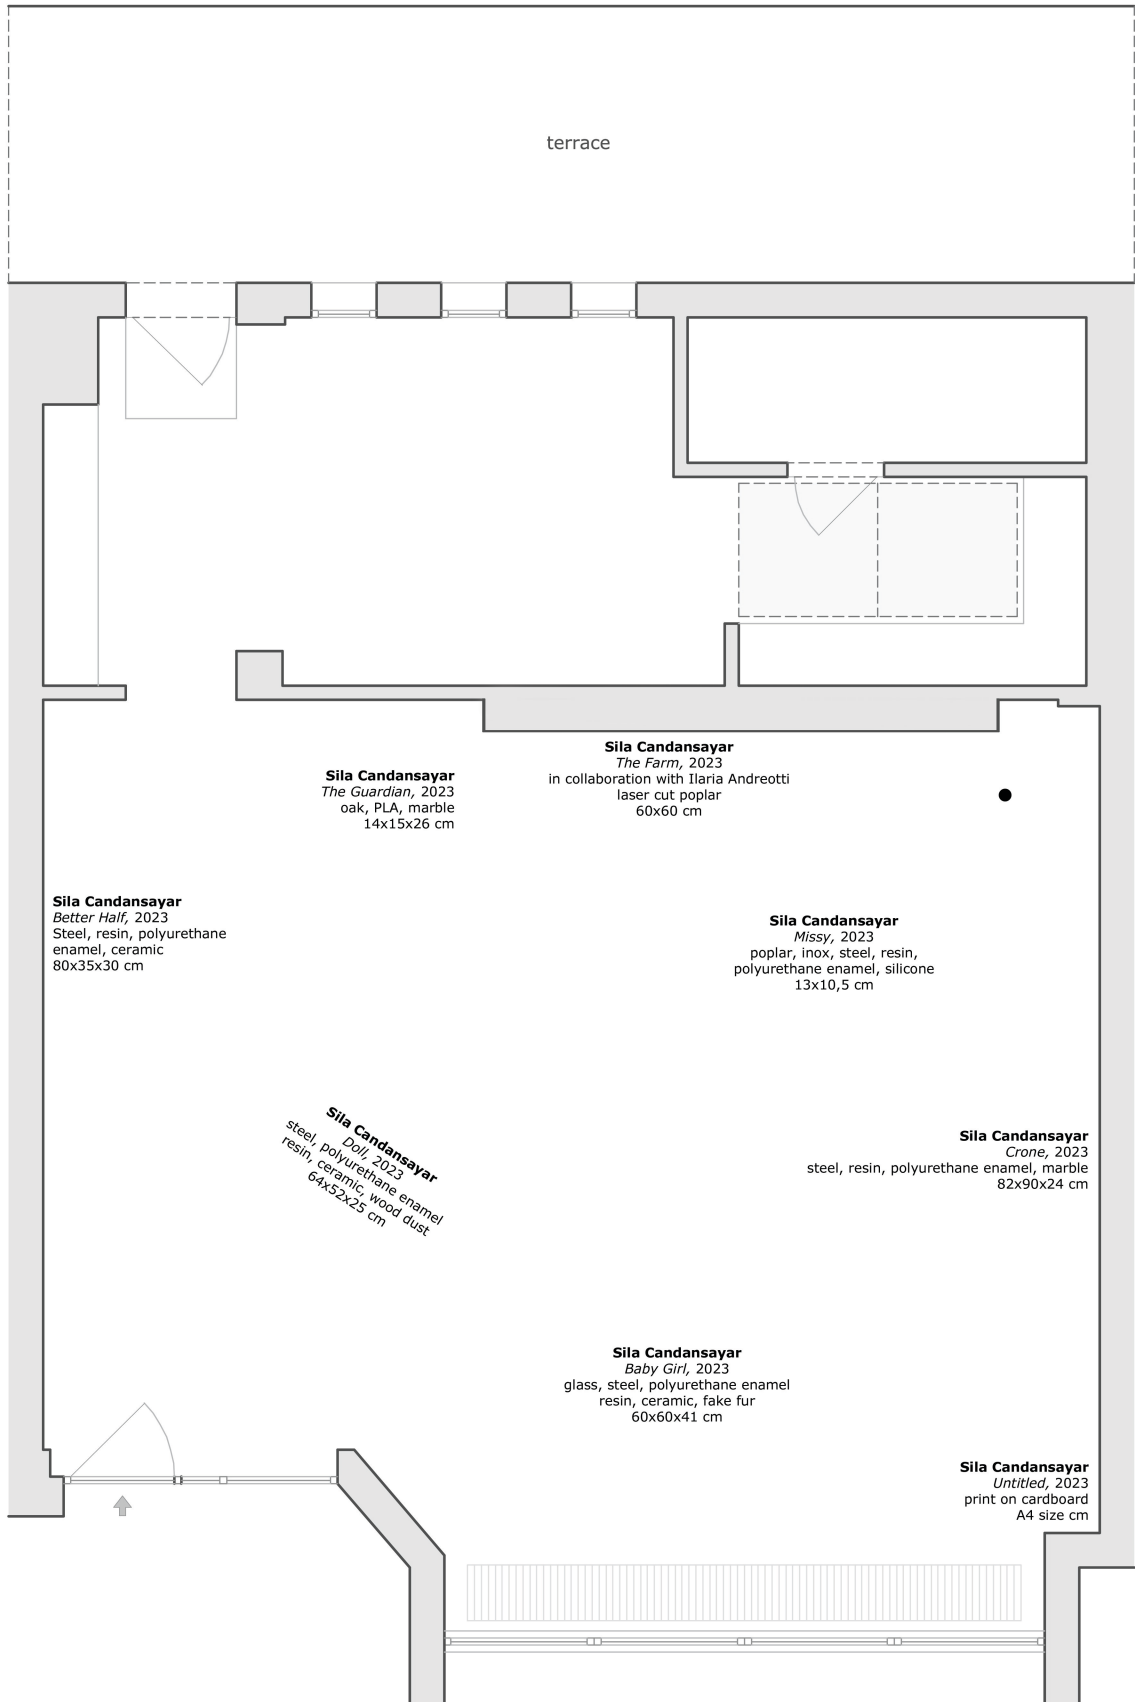 terrace
Sila Candansayar
The Farm, 2023
in collaboration with Ilaria Andreotti
laser cut poplar
60x60 cm
Sila Candansayar
The Guardian, 2023
oak, PLA, marble
14x15x26 cm
Sila Candansayar
Better Half, 2023
Steel, resin, polyurethane
enamel, ceramic
80x35x30 cm
Sila Candansayar
Missy, 2023
poplar, inox, steel, resin,
polyurethane enamel, silicone
13x10,5 cm
Sila Candansayar
Doll, 2023
steel, polyurethane enamel
resin, ceramic, wood dust
64x52x25 cm
Sila Candansayar
Crone, 2023
steel, resin, polyurethane enamel, marble
82x90x24 cm
Sila Candansayar
Baby Girl, 2023
glass, steel, polyurethane enamel
resin, ceramic, fake fur
60x60x41 cm
Sila Candansayar
Untitled, 2023
print on cardboard
A4 size cm